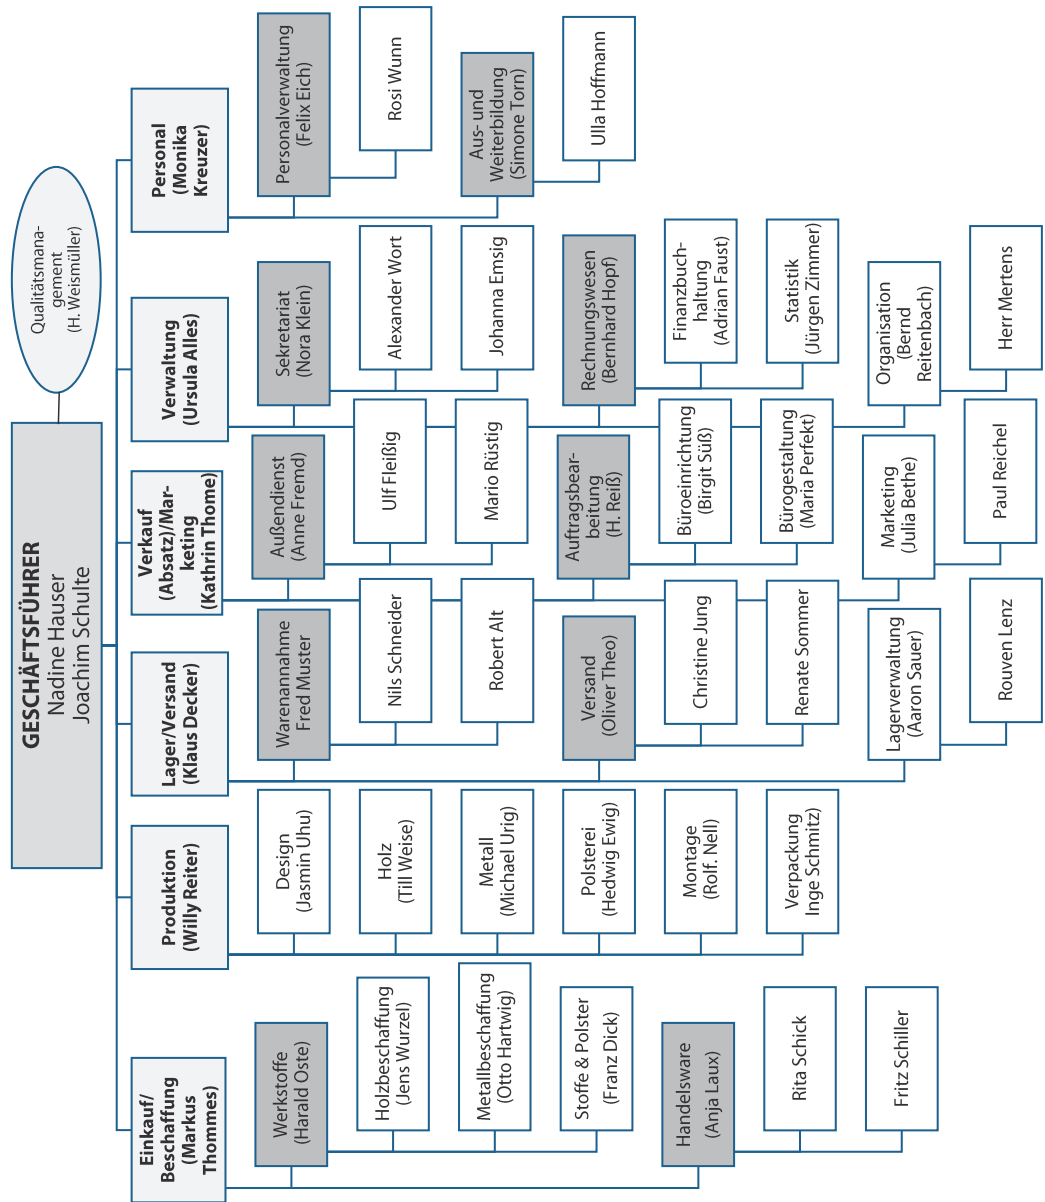 GESCHÄFTSFÜHRER
Nadine Hauser
Joachim Schulte
Qualitätsmana-
gement
(H. Weismüller)
Einkauf/
Beschaffung
(Markus
Thommes)
Werkstoffe
(Harald Oste)
Holzbeschaffung
(Jens Wurzel)
Metallbeschaffung
(Otto Hartwig)
Stoffe & Polster
(Franz Dick)
Handelsware
(Anja Laux)
Rita Schick
Fritz Schiller
Produktion
(Willy Reiter)
Design
(Jasmin Uhu)
Holz
(Till Weise)
Metall
(Michael Urig)
Polsterei
(Hedwig Ewig)
Montage
(Rolf. Nell)
Verpackung
Inge Schmitz)
Lager/Versand
(Klaus Decker)
Warenannahme
Fred Muster
Nils Schneider
Robert Alt
Versand
(Oliver Theo)
Christine Jung
Renate Sommer
Lagerverwaltung
(Aaron Sauer)
Rouven Lenz
Verkauf
(Absatz)/Mar-
keting
(Kathrin Thome)
Außendienst
(Anne Fremd)
Ulf Fleißig
Mario Rüstig
Auftragsbear-
beitung
(H. Reiß)
Büroeinrichtung
(Birgit Süß)
Bürogestaltung
(Maria Perfekt)
Marketing
(Julia Bethe)
Paul Reichel
Verwaltung
(Ursula Alles)
Sekretariat
(Nora Klein)
Alexander Wort
Johanna Emsig
Rechnungswesen
(Bernhard Hopf)
Finanzbuch-
haltung
(Adrian Faust)
Statistik
(Jürgen Zimmer)
Organisation
(Bernd
Reitenbach)
Herr Mertens
Personal
(Monika
Kreuzer)
Personalverwaltung
(Felix Eich)
Rosi Wunn
Aus- und
Weiterbildung
(Simone Torn)
Ulla Hoffmann